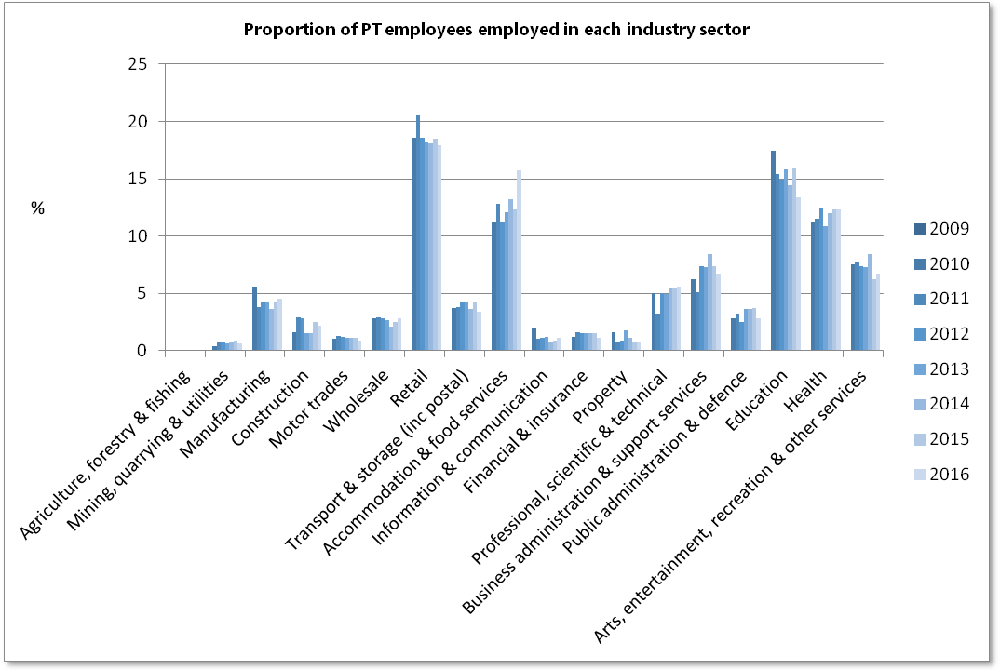 Proportion of PT employees employed in each industry sector
25
20
15
10
5
0
%
Agriculture, forestry & fishing
Mining, quarrying & utilities
Manufacturing
Construction
Motor trades
Wholesale
Retail
Transport & storage (inc postal)
Accommodation & food services
Information & communication
Financial & insurance
Property
Professional, scientific & technical
Business administration & support services
Public administration & defence
Education
Health
Arts, entertainment, recreation & other services
2009
2010
2011
2012
2013
2014
2015
2016